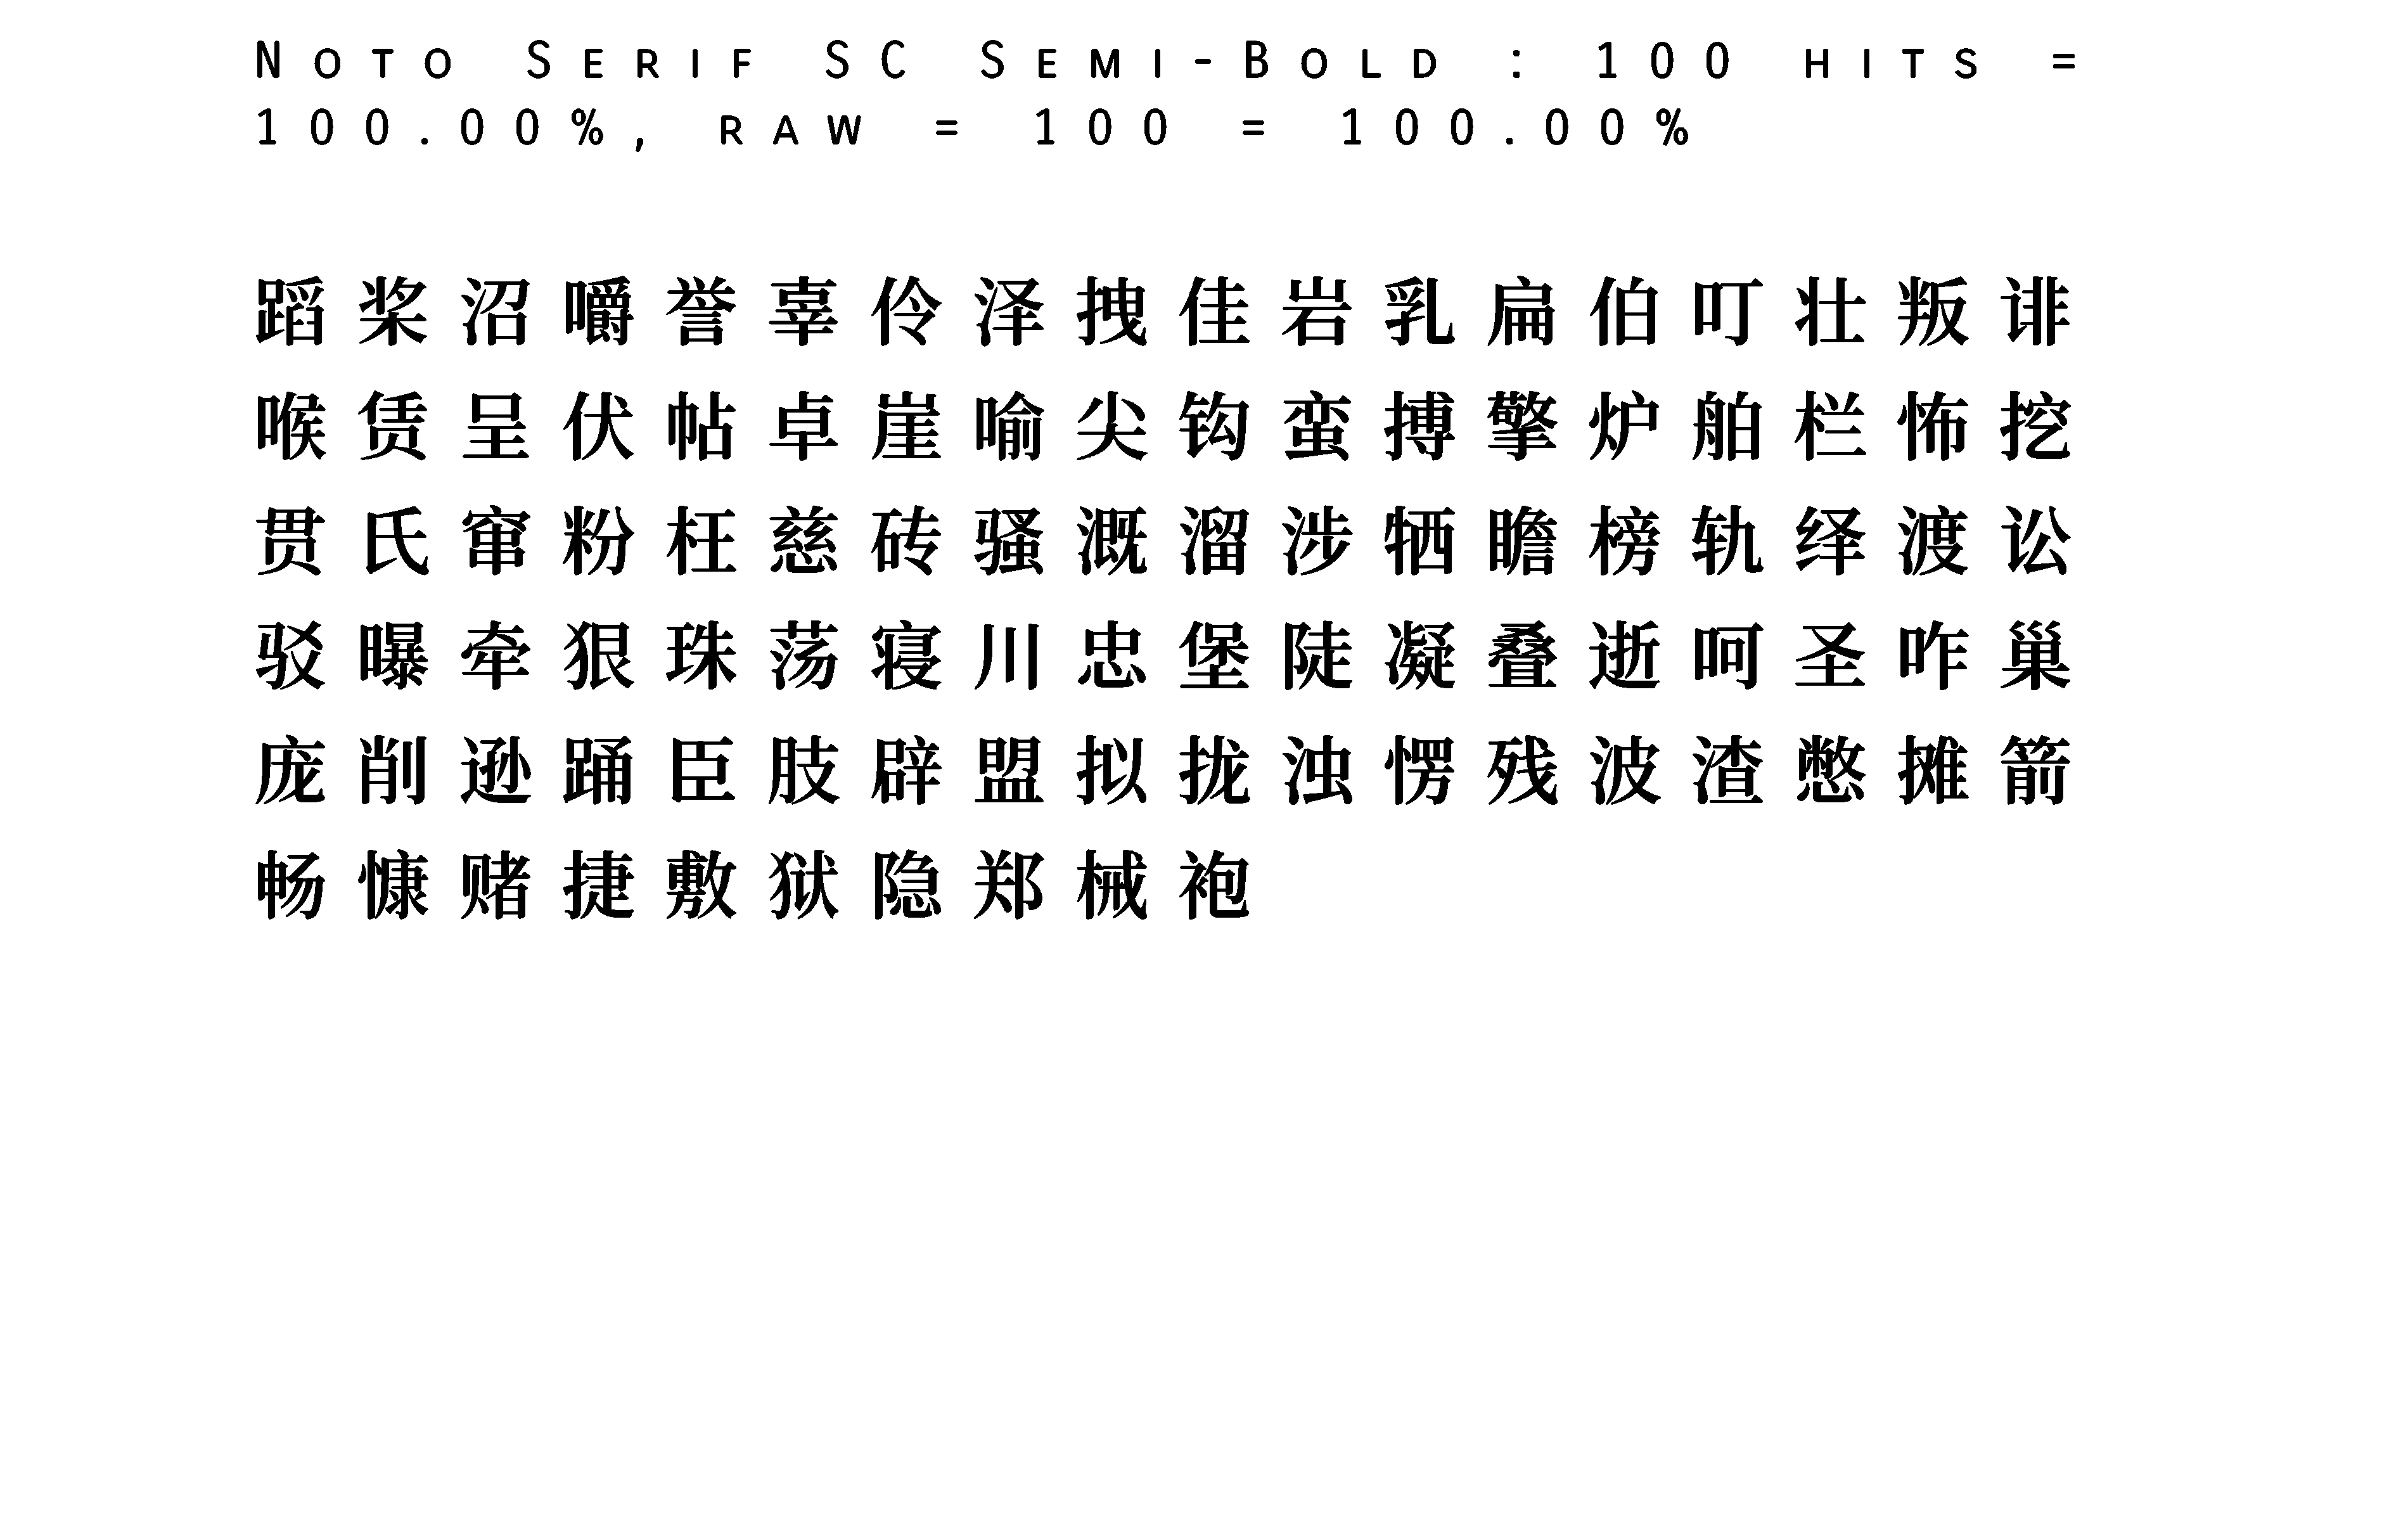 Noto Serif SC Semi-Bold : 100 hits =
100.00%, raw = 100 = 100.00%
蹈桨沼嚼誉辜伶泽拽佳岩乳扁伯叮壮叛诽
喉赁呈伏帖卓崖喻尖钩蛮搏擎炉舶栏怖挖
贯氏窜粉枉慈砖骚溉溜涉牺瞻榜轨绎渡讼
驳曝牵狠珠荡寝川忠堡陡凝叠逝呵圣咋巢
庞削逊踊臣肢辟盟拟拢浊愕残波渣憋摊箭
畅慷赌捷敷狱隐郑械袍